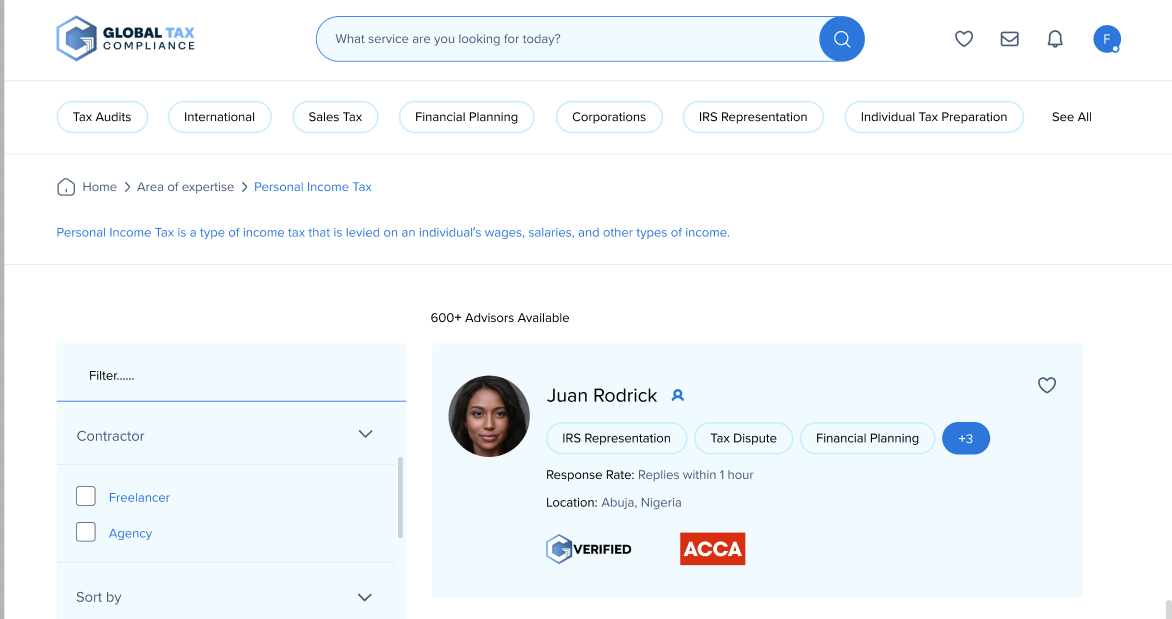 GLOBAL TAX
COMPLIANCE
What service are you looking for today?
F
Tax Audits
International
Sales Tax
Financial Planning
Corporations
IRS Representation
Individual Tax Preparation
See All
Home
Area of expertise
Personal Income Tax
Personal Income Tax is a type of income tax that is levied on an individual's wages, salaries, and other types of income.
600+ Advisors Available
Filter......
Contractor
Freelancer
Agency
Sort by
Juan Rodrick
IRS Representation
Tax Dispute
Financial Planning
+3
Response Rate: Replies within 1 hour
Location: Abuja, Nigeria
VERIFIED
ACCA